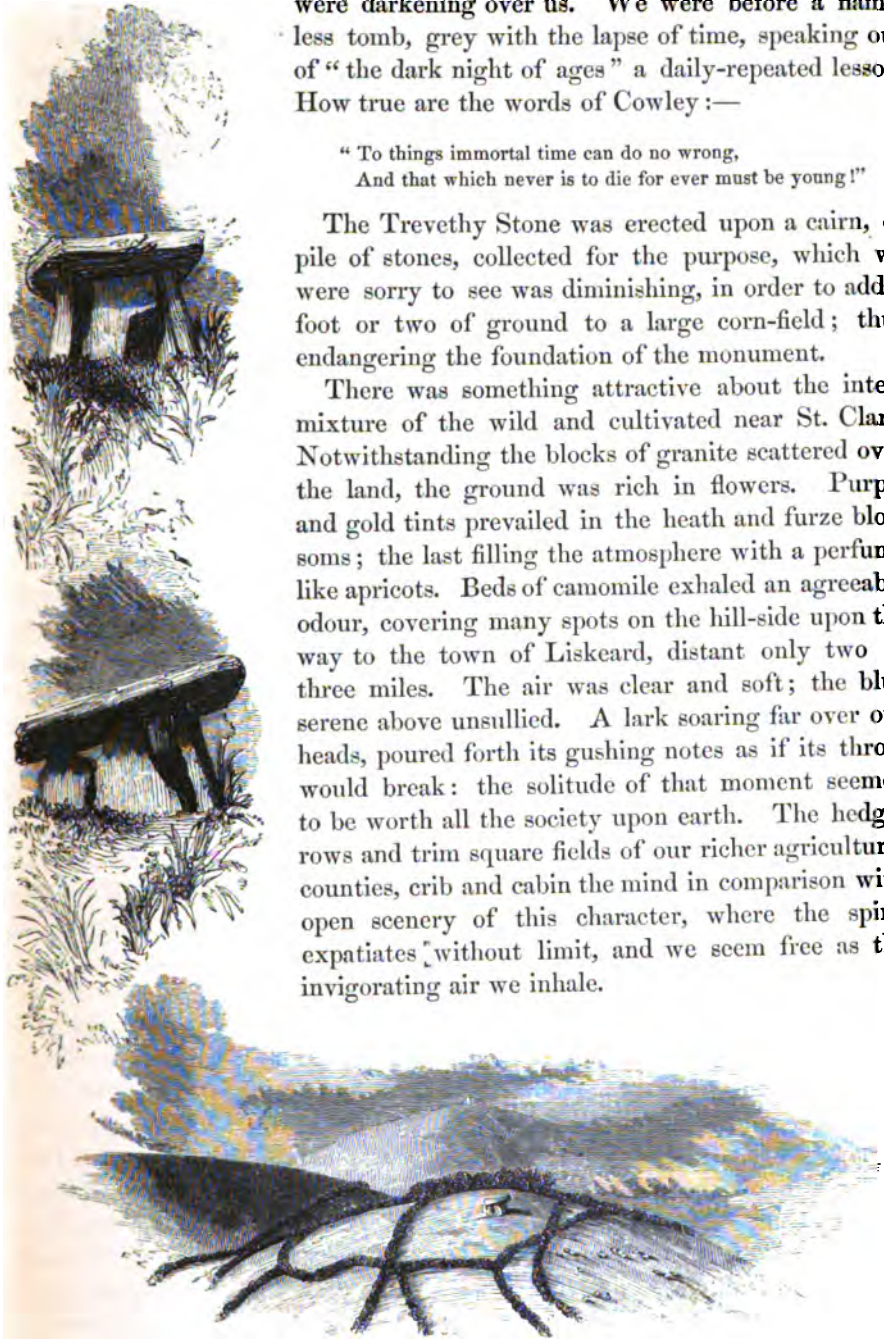 were darkening over us. We were before a name
less tomb, grey with the lapse of time, speaking ou
of “ the dark night of ages ” a daily-repeated lesso
How true are the words of Cowley :—
“ To things immortal time can do no wrong,
And that which never is to die for ever must be young !”
The Trevethy Stone was erected upon a cairn,
pile of stones, collected for the purpose, which w
were sorry to see was diminishing, in order to add
foot or two of ground to a large corn-field ; thu
endangering the foundation of the monument.
There was something attractive about the inte
mixture of the wild and cultivated near St. Clar
Notwithstanding the blocks of granite scattered ov
the land, the ground was rich in flowers. Purp
and gold tints prevailed in the heath and furze blo
soms ; the last filling the atmosphere with a perfum
like apricots. Beds of camomile exhaled an agreeab
odour, covering many spots on the hill-side upon t
way to the town of Liskeard, distant only two
three miles. The air was clear and soft ; the blu
serene above unsullied. A lark soaring far over o
heads, poured forth its gushing notes as if its thro
would break : the solitude of that moment seem
to be worth all the society upon earth. The hedg
rows and trim square fields of our richer agricultur
counties, crib and cabin the mind in comparison wi
open scenery of this character, where the spir
expatiates without limit, and we seem free as t
invigorating air we inhale.